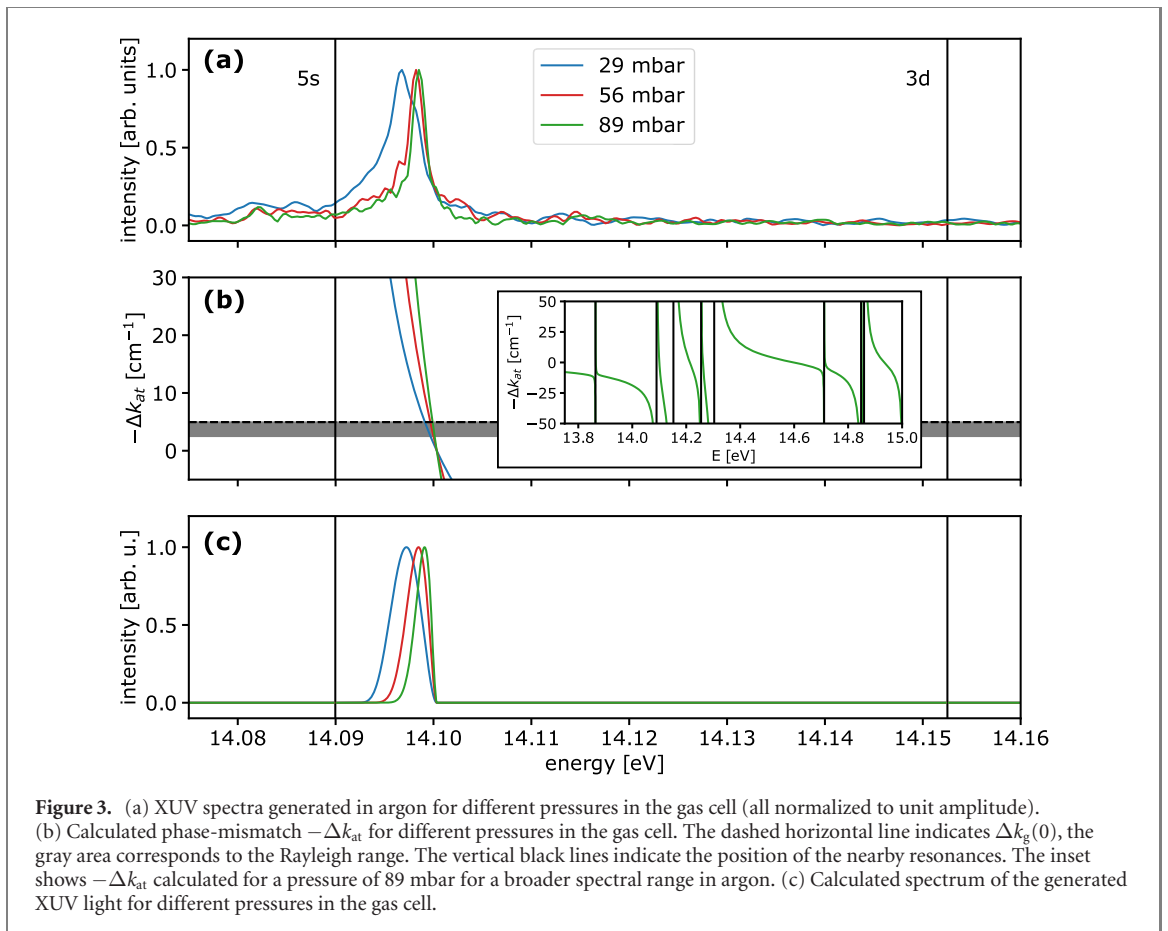 (a)
5s
3d
29 mbar
56 mbar
89 mbar
intensity [arb. units]
1.0
0.5
0.0
(b)
−Δk_at [cm⁻¹]
30
20
10
0
−Δk_at [cm⁻¹]
50
25
0
−25
−50
13.8 14.0 14.2 14.4 14.6 14.8 15.0
E [eV]
(c)
intensity [arb. u.]
1.0
0.5
0.0
14.08 14.09 14.10 14.11 14.12 14.13 14.14 14.15 14.16
energy [eV]
Figure 3. (a) XUV spectra generated in argon for different pressures in the gas cell (all normalized to unit amplitude).
(b) Calculated phase-mismatch −Δk_at for different pressures in the gas cell. The dashed horizontal line indicates Δk_g(0), the
gray area corresponds to the Rayleigh range. The vertical black lines indicate the position of the nearby resonances. The inset
shows −Δk_at calculated for a pressure of 89 mbar for a broader spectral range in argon. (c) Calculated spectrum of the generated
XUV light for different pressures in the gas cell.